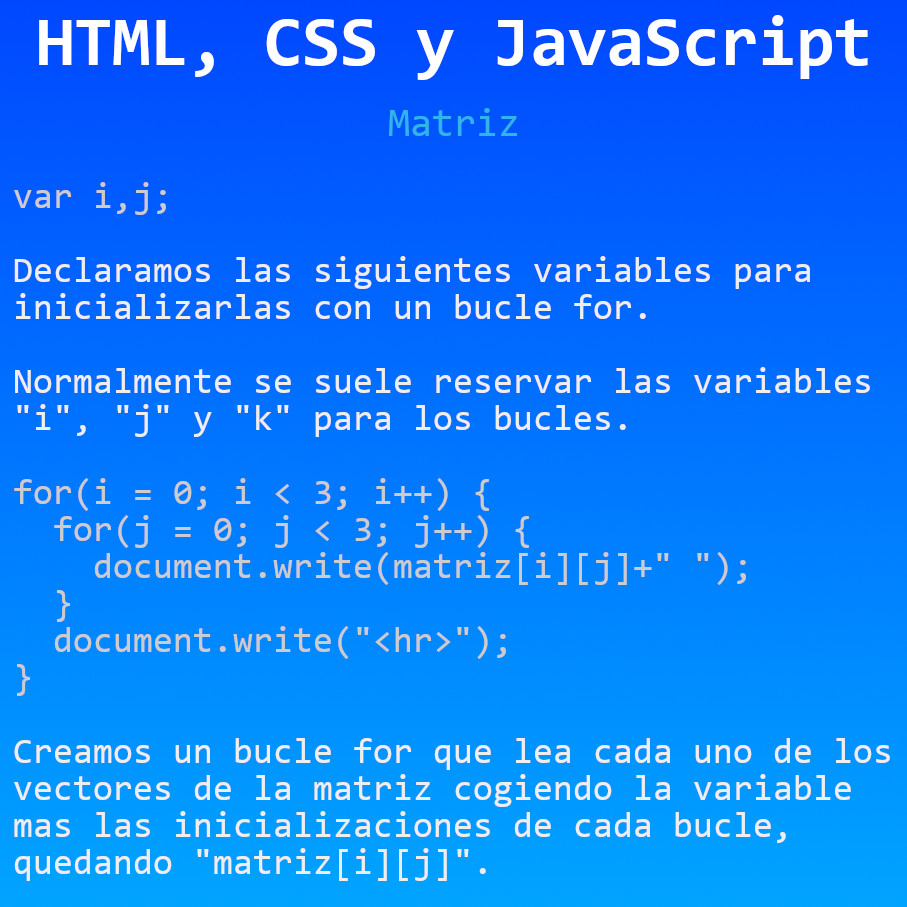 HTML, CSS y JavaScript
Matriz
var i,j;
Declaramos las siguientes variables para
inicializarlas con un bucle for.
Normalmente se suele reservar las variables
"i", "j" y "k" para los bucles.
for(i = 0; i < 3; i++) {
  for(j = 0; j < 3; j++) {
    document.write(matriz[i][j]+" ");
  }
  document.write("<hr>");
}
Creamos un bucle for que lea cada uno de los
vectores de la matriz cogiendo la variable
mas las inicializaciones de cada bucle,
quedando "matriz[i][j]".